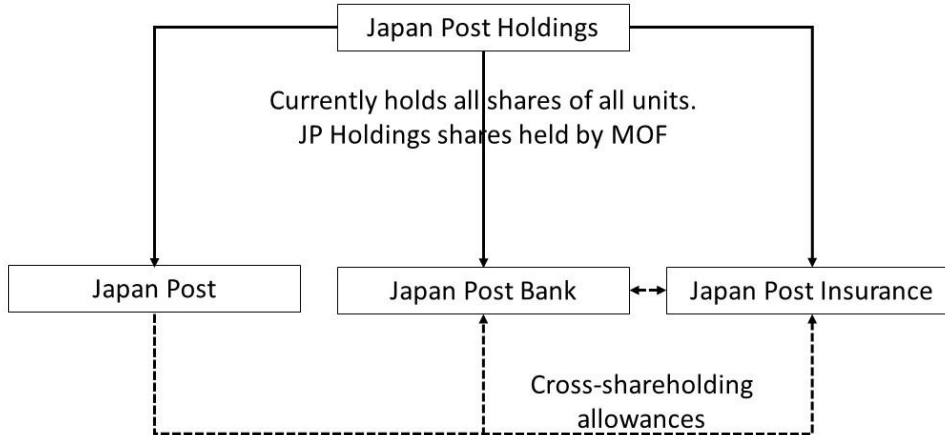 Japan Post Holdings
Currently holds all shares of all units.
JP Holdings shares held by MOF
Japan Post
Japan Post Bank
Japan Post Insurance
Cross-shareholding
allowances